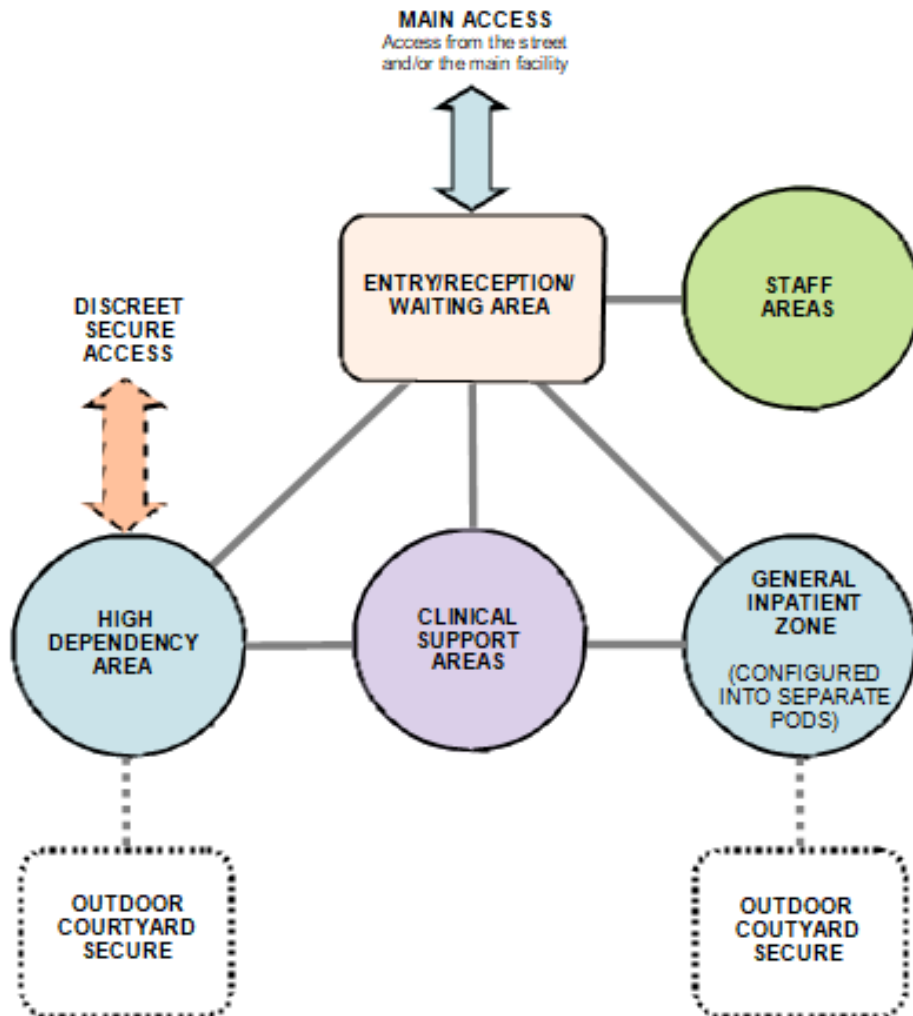 MAIN ACCESS
Access from the street
and/or the main facility
ENTRY/RECEPTION/
WAITING AREA
STAFF
AREAS
DISCREET
SECURE
ACCESS
HIGH
DEPENDENCY
AREA
CLINICAL
SUPPORT
AREAS
GENERAL
INPATIENT
ZONE
(CONFIGURED
INTO SEPARATE
PODS)
OUTDOOR
COURTYARD
SECURE
OUTDOOR
COUTYARD
SECURE